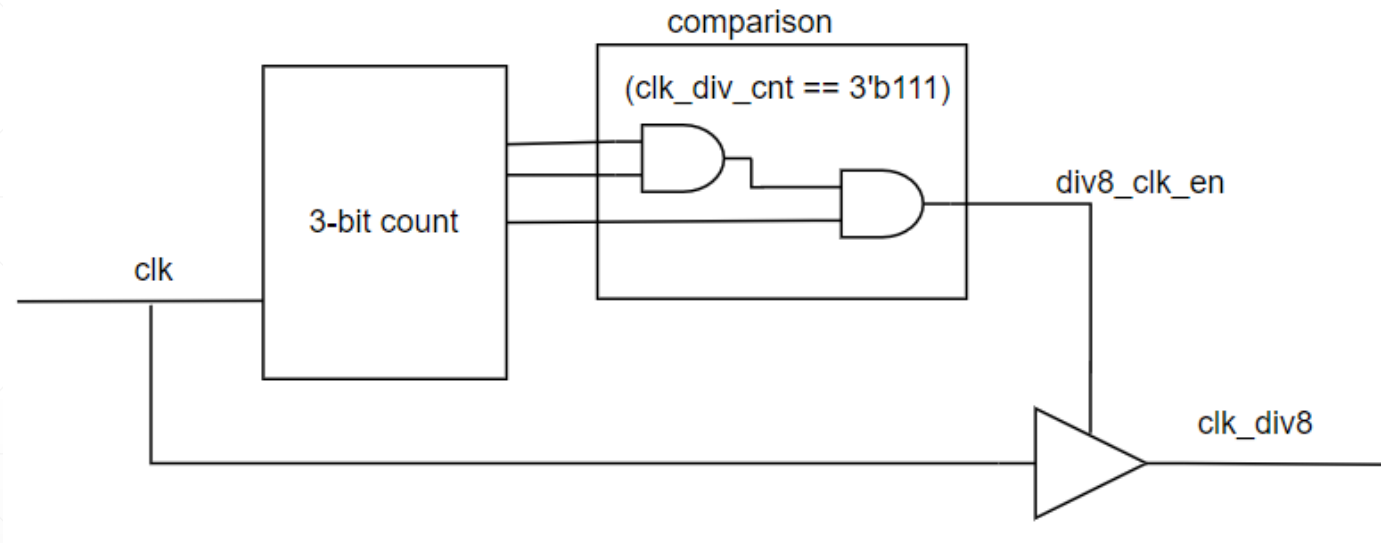 comparison
(clk_div_cnt == 3'b111)
div8_clk_en
3-bit count
clk
clk_div8